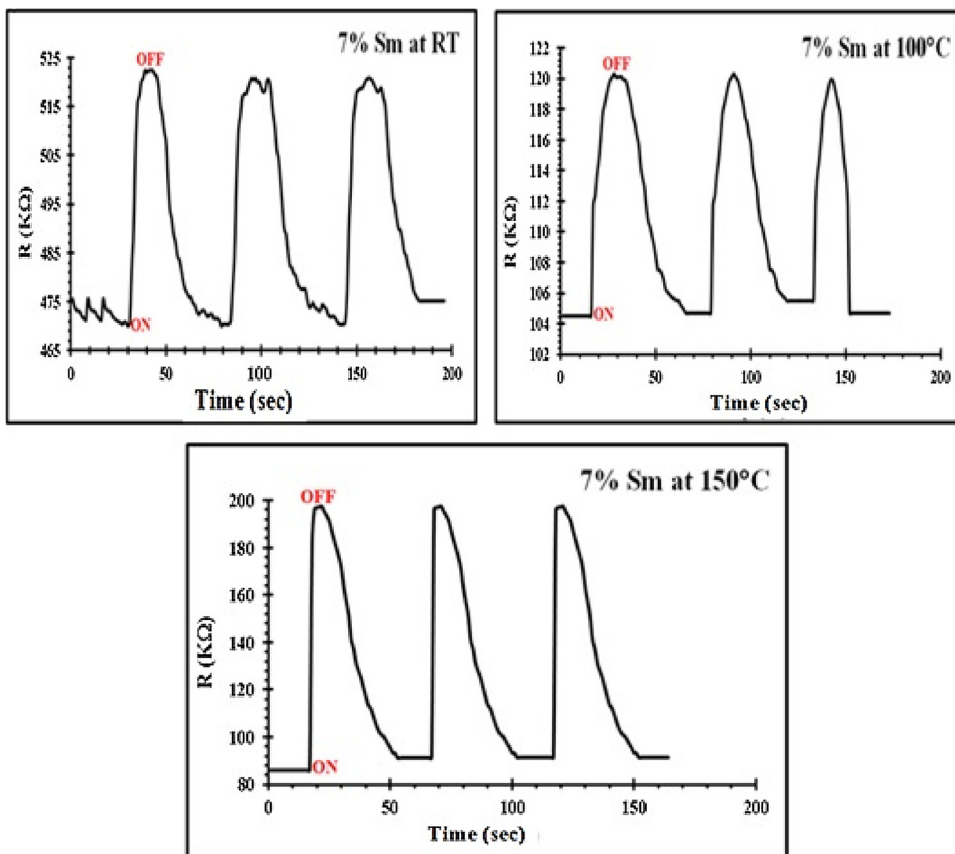 7% Sm at RT
OFF
535
525
515
505
495
485
475
465
R (KΩ)
ON
0 50 100 150 200
Time (sec)
7% Sm at 100°C
OFF
122
120
118
116
114
112
110
108
106
104
102
R (KΩ)
ON
0 50 100 150 200
Time (sec)
7% Sm at 150°C
OFF
200
180
160
140
120
100
80
R (KΩ)
ON
0 50 100 150 200
Time (sec)